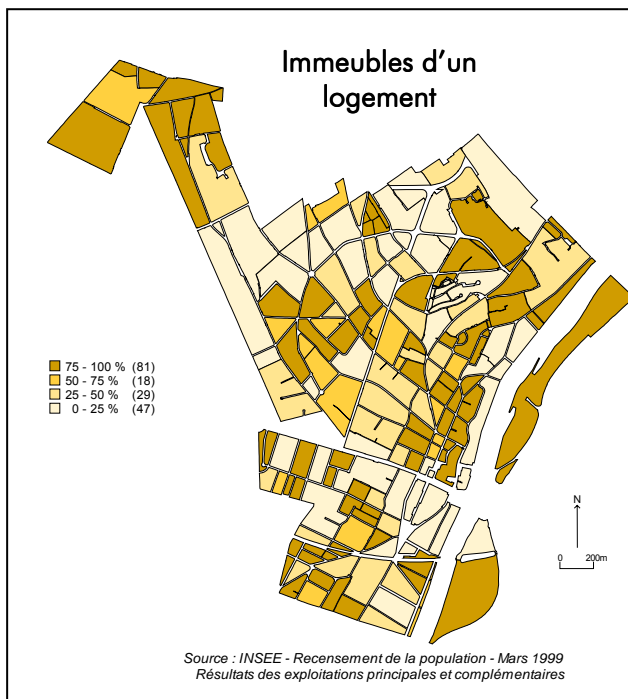 Immeubles d'un
logement
75 - 100 % (81)
50 - 75 % (18)
25 - 50 % (29)
0 - 25 % (47)
N
0 200m
Source : INSEE - Recensement de la population - Mars 1999
Résultats des exploitations principales et complémentaires